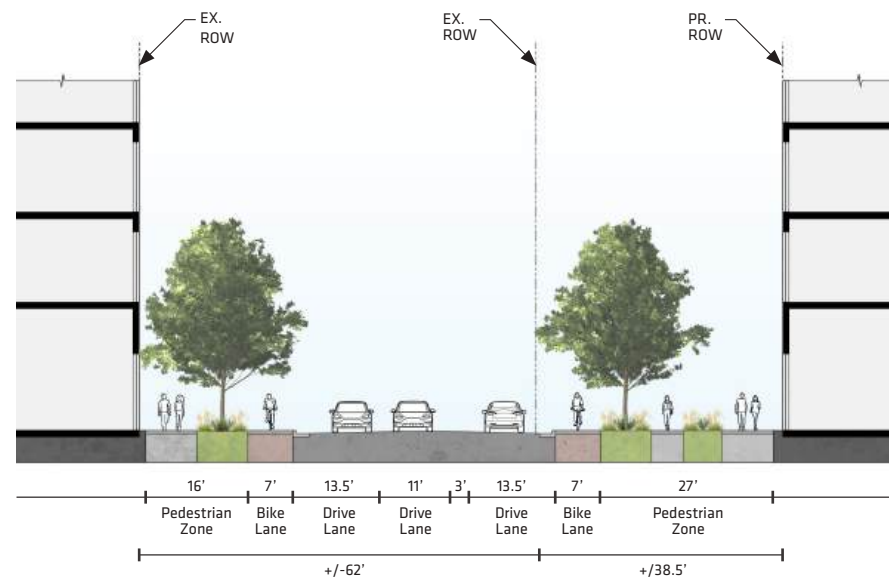 EX.
ROW
EX.
ROW
PR.
ROW
16’ 7’ 13.5’ 11’ 3’ 13.5’ 7’ 27’
Pedestrian Zone
Bike Lane
Drive Lane
Drive Lane
Drive Lane
Bike Lane
Pedestrian Zone
+/-62’ +/38.5’